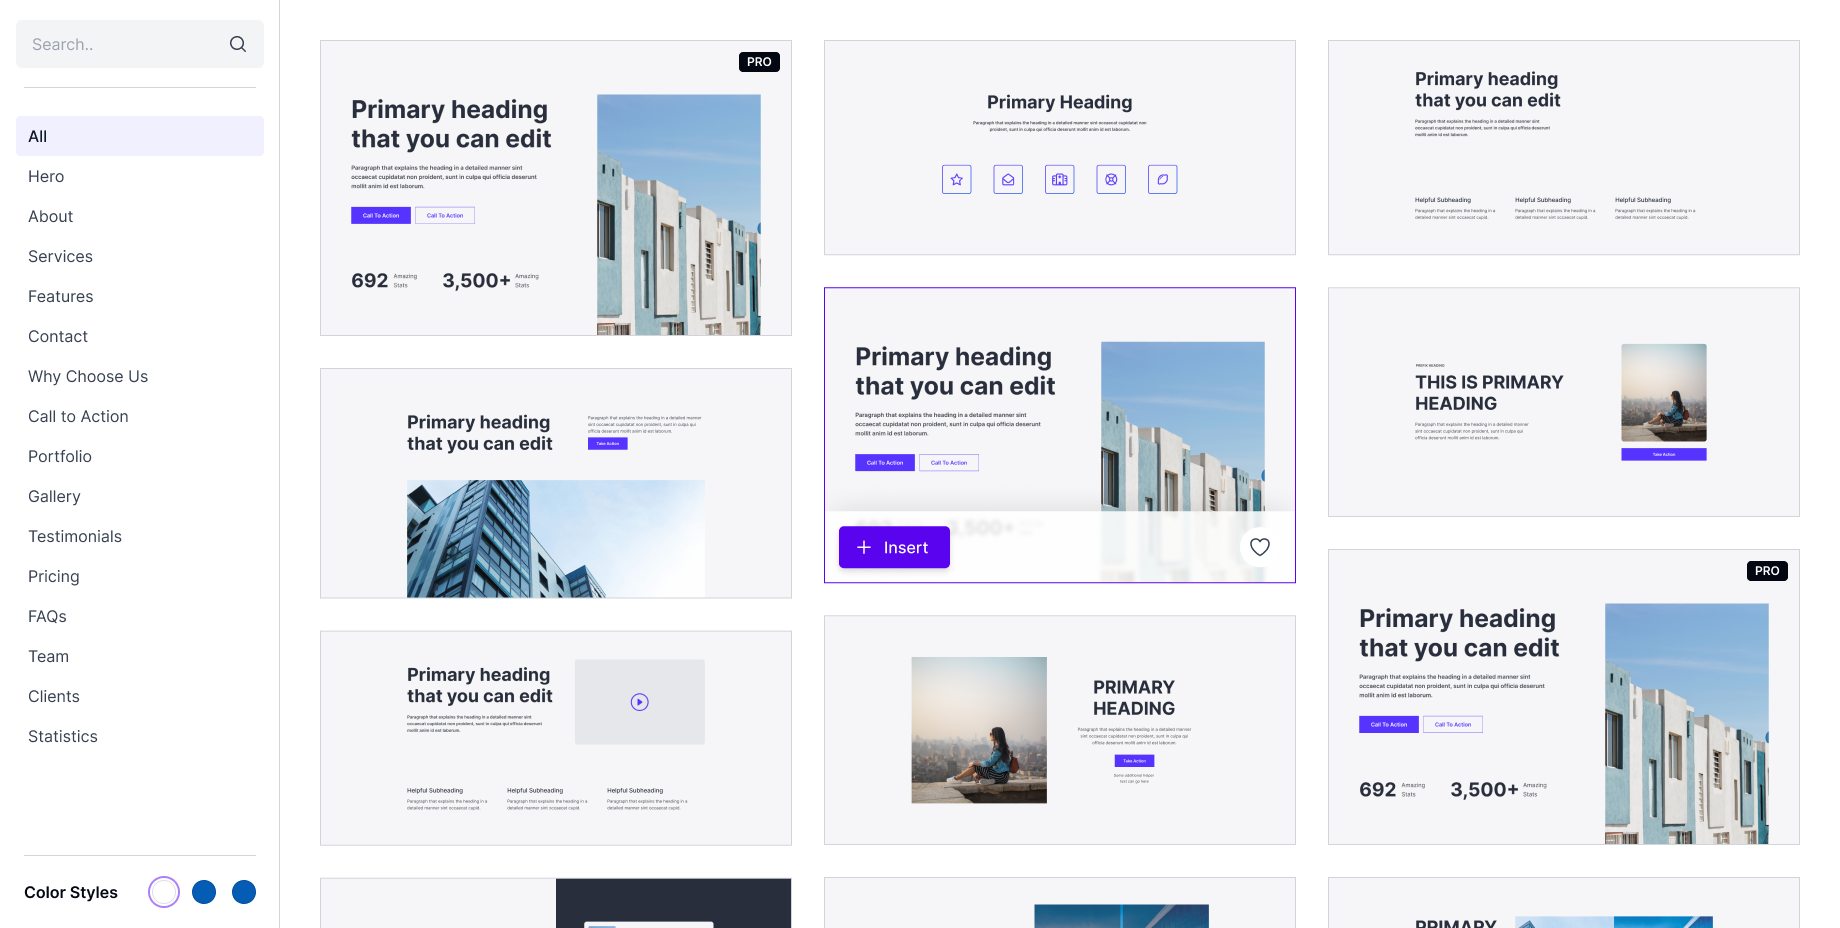 Search..
All
Hero
About
Services
Features
Contact
Why Choose Us
Call to Action
Portfolio
Gallery
Testimonials
Pricing
FAQs
Team
Clients
Statistics
Color Styles
PRO
Primary heading
that you can edit
Paragraph that explains the heading in a detailed manner sint
occaecat cupidatat non proident, sunt in culpa qui officia deserunt
mollit anim id est laborum.
Call To Action
Call To Action
692
Amazing
Stats
3,500+
Amazing
Stats
Primary heading
that you can edit
Paragraph that explains the heading in a detailed manner
sint occaecat cupidatat non proident, sunt in culpa qui
officia deserunt mollit anim id est laborum.
Take Action
Primary heading
that you can edit
Paragraph that explains the heading in a detailed manner sint
occaecat cupidatat non proident, sunt in culpa qui officia deserunt
mollit anim id est laborum.
Helpful Subheading
Paragraph that explains the heading in a
detailed manner sint occaecat cupid.
Helpful Subheading
Paragraph that explains the heading in a
detailed manner sint occaecat cupid.
Helpful Subheading
Paragraph that explains the heading in a
detailed manner sint occaecat cupid.
Primary Heading
Paragraph that explains the heading in a detailed manner sint occaecat cupidatat non
proident, sunt in culpa qui officia deserunt mollit anim id est laborum.
Primary heading
that you can edit
Paragraph that explains the heading in a detailed manner sint
occaecat cupidatat non proident, sunt in culpa qui officia deserunt
mollit anim id est laborum.
Call To Action
Call To Action
3,500+
Insert
PRIMARY
HEADING
Paragraph that explains the heading in a detailed manner
sint occaecat cupidatat non proident, sunt in culpa qui
officia deserunt mollit anim id est laborum.
Take Action
Some additional helper
text can go here
Primary heading
that you can edit
Paragraph that explains the heading in a detailed manner sint
occaecat cupidatat non proident, sunt in culpa qui officia deserunt
mollit anim id est laborum.
Helpful Subheading
Paragraph that explains the heading in a
detailed manner sint occaecat cupid.
Helpful Subheading
Paragraph that explains the heading in a
detailed manner sint occaecat cupid.
Helpful Subheading
Paragraph that explains the heading in a
detailed manner sint occaecat cupid.
PREFIX HEADING
THIS IS PRIMARY
HEADING
Paragraph that explains the heading in a detailed manner
sint occaecat cupidatat non proident, sunt in culpa qui
officia deserunt mollit anim id est laborum.
Take Action
PRO
Primary heading
that you can edit
Paragraph that explains the heading in a detailed manner sint
occaecat cupidatat non proident, sunt in culpa qui officia deserunt
mollit anim id est laborum.
Call To Action
Call To Action
692
Amazing
Stats
3,500+
Amazing
Stats
PRIMARY